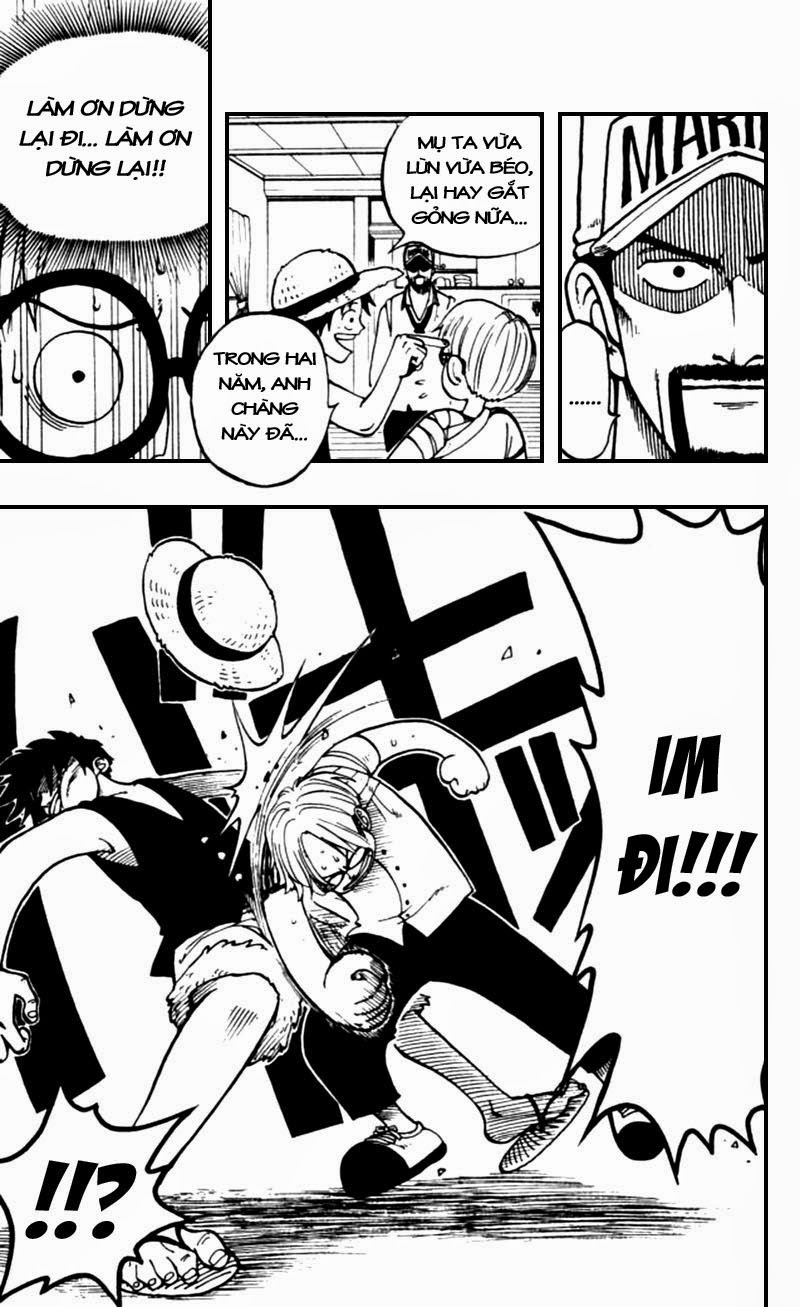 MARI
.........
MỤ TA VỪA
LÙN VỪA BÉO,
LẠI HAY GẮT
GỎNG NỮA...
TRONG HAI
NĂM, ANH
CHÀNG
NÀY ĐÃ...
LÀM ƠN DỪNG
LẠI ĐI... LÀM ƠN
DỪNG LẠI!!
IM
ĐI!!!
!!?